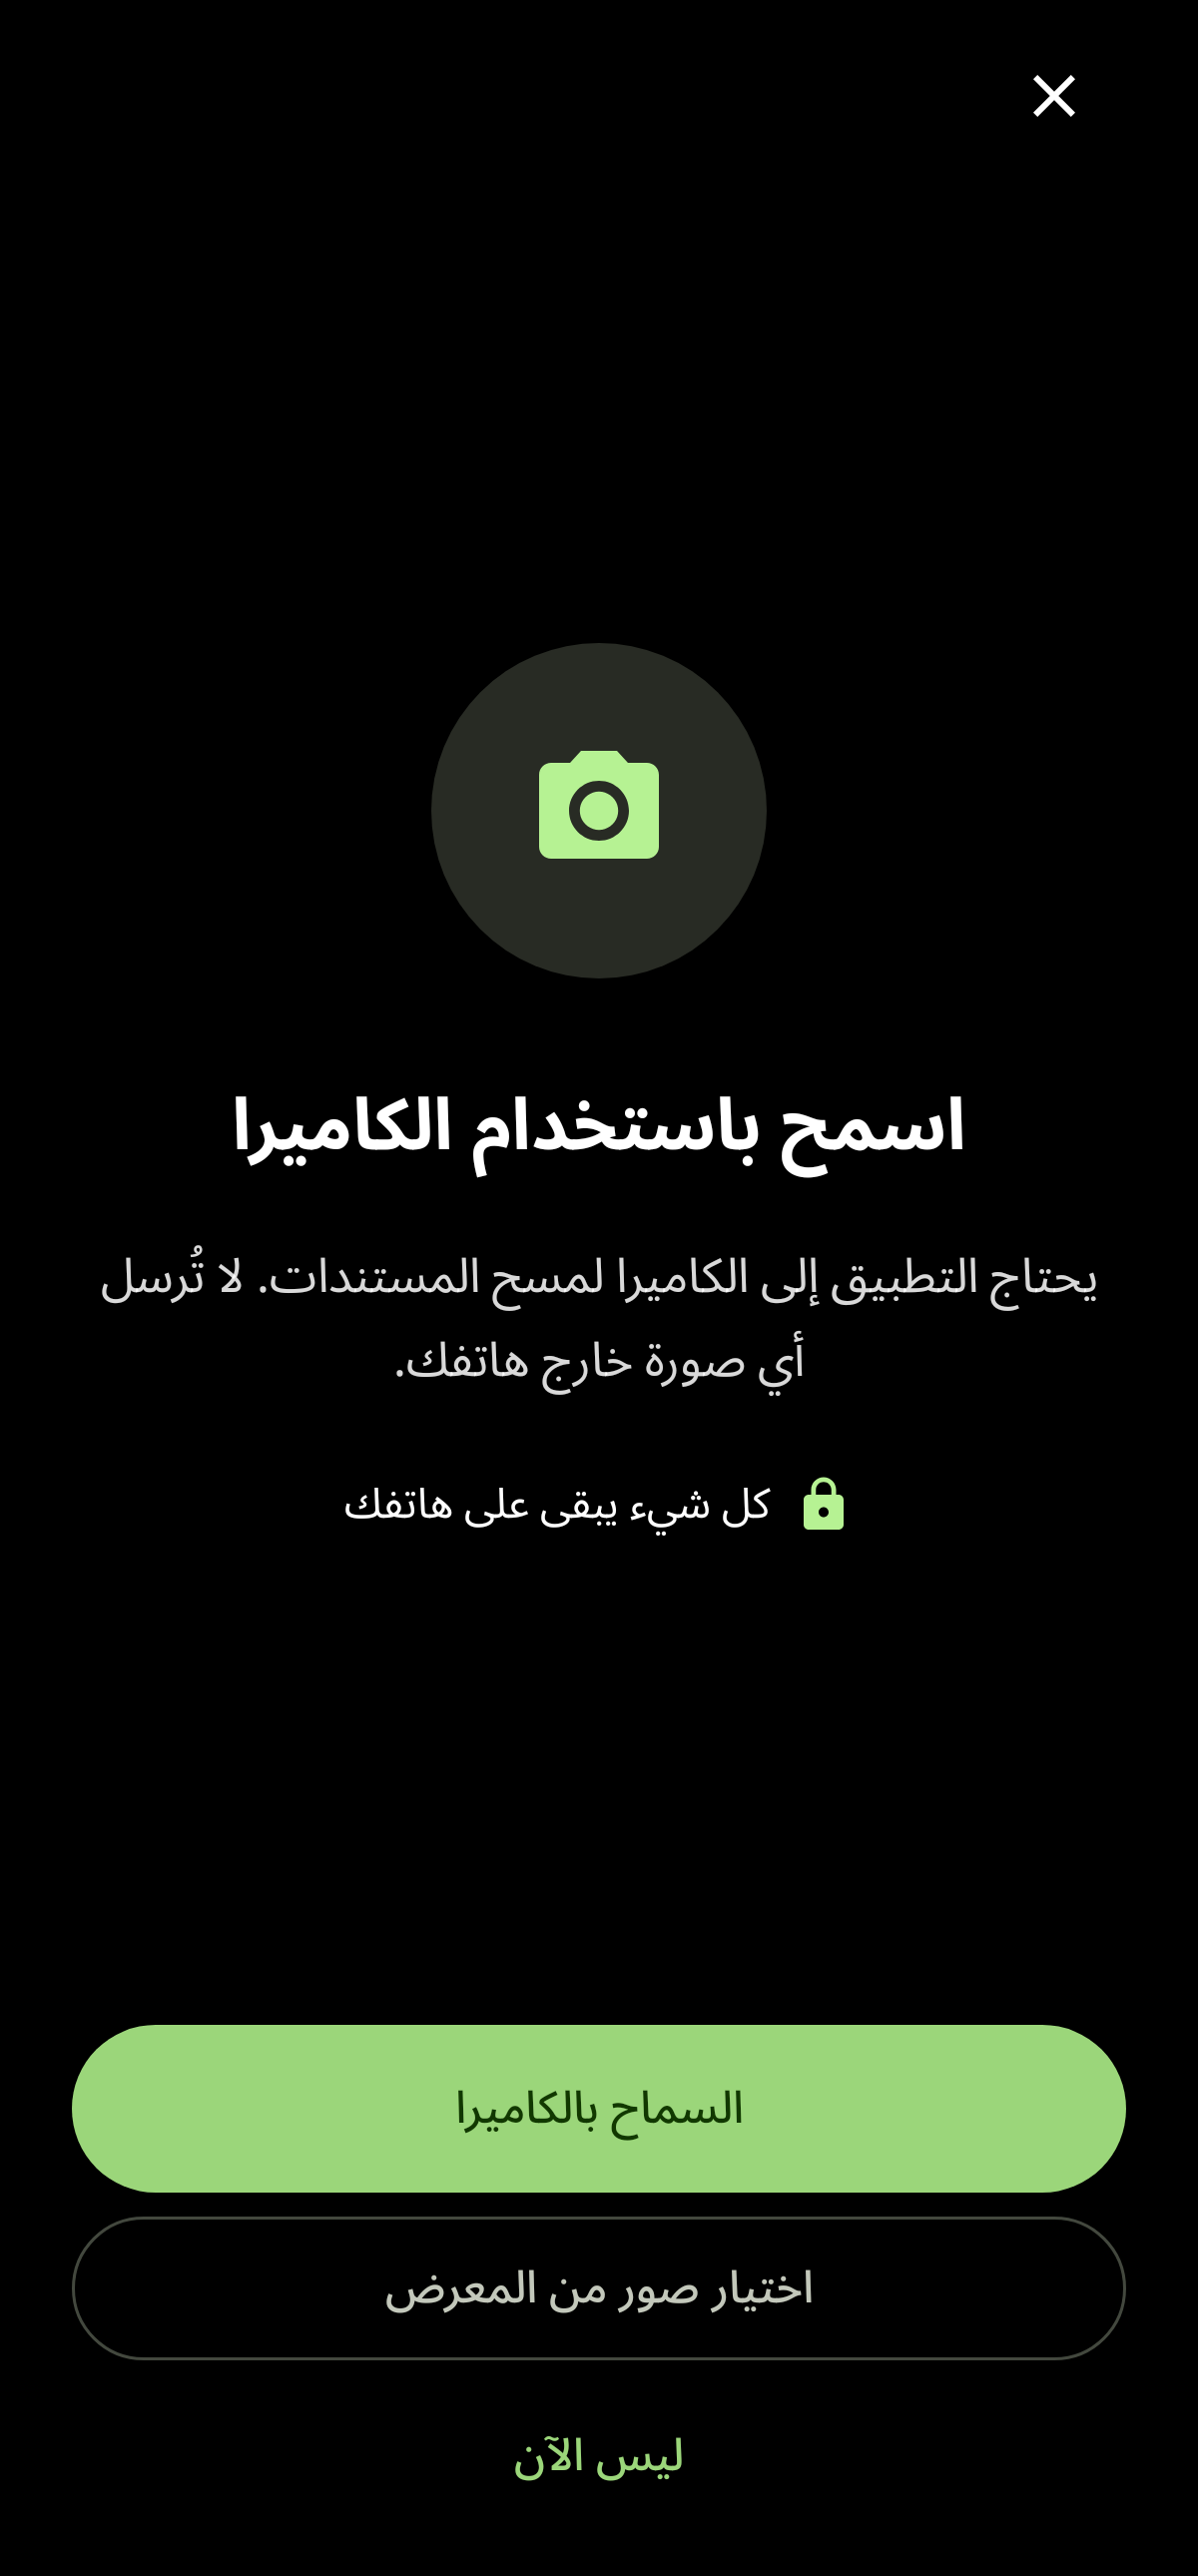 اسمح باستخدام الكاميرا
يحتاج التطبيق إلى الكاميرا لمسح المستندات. لا تُرسل
أي صورة خارج هاتفك.
كل شيء يبقى على هاتفك
السماح بالكاميرا
اختيار صور من المعرض
ليس الآن